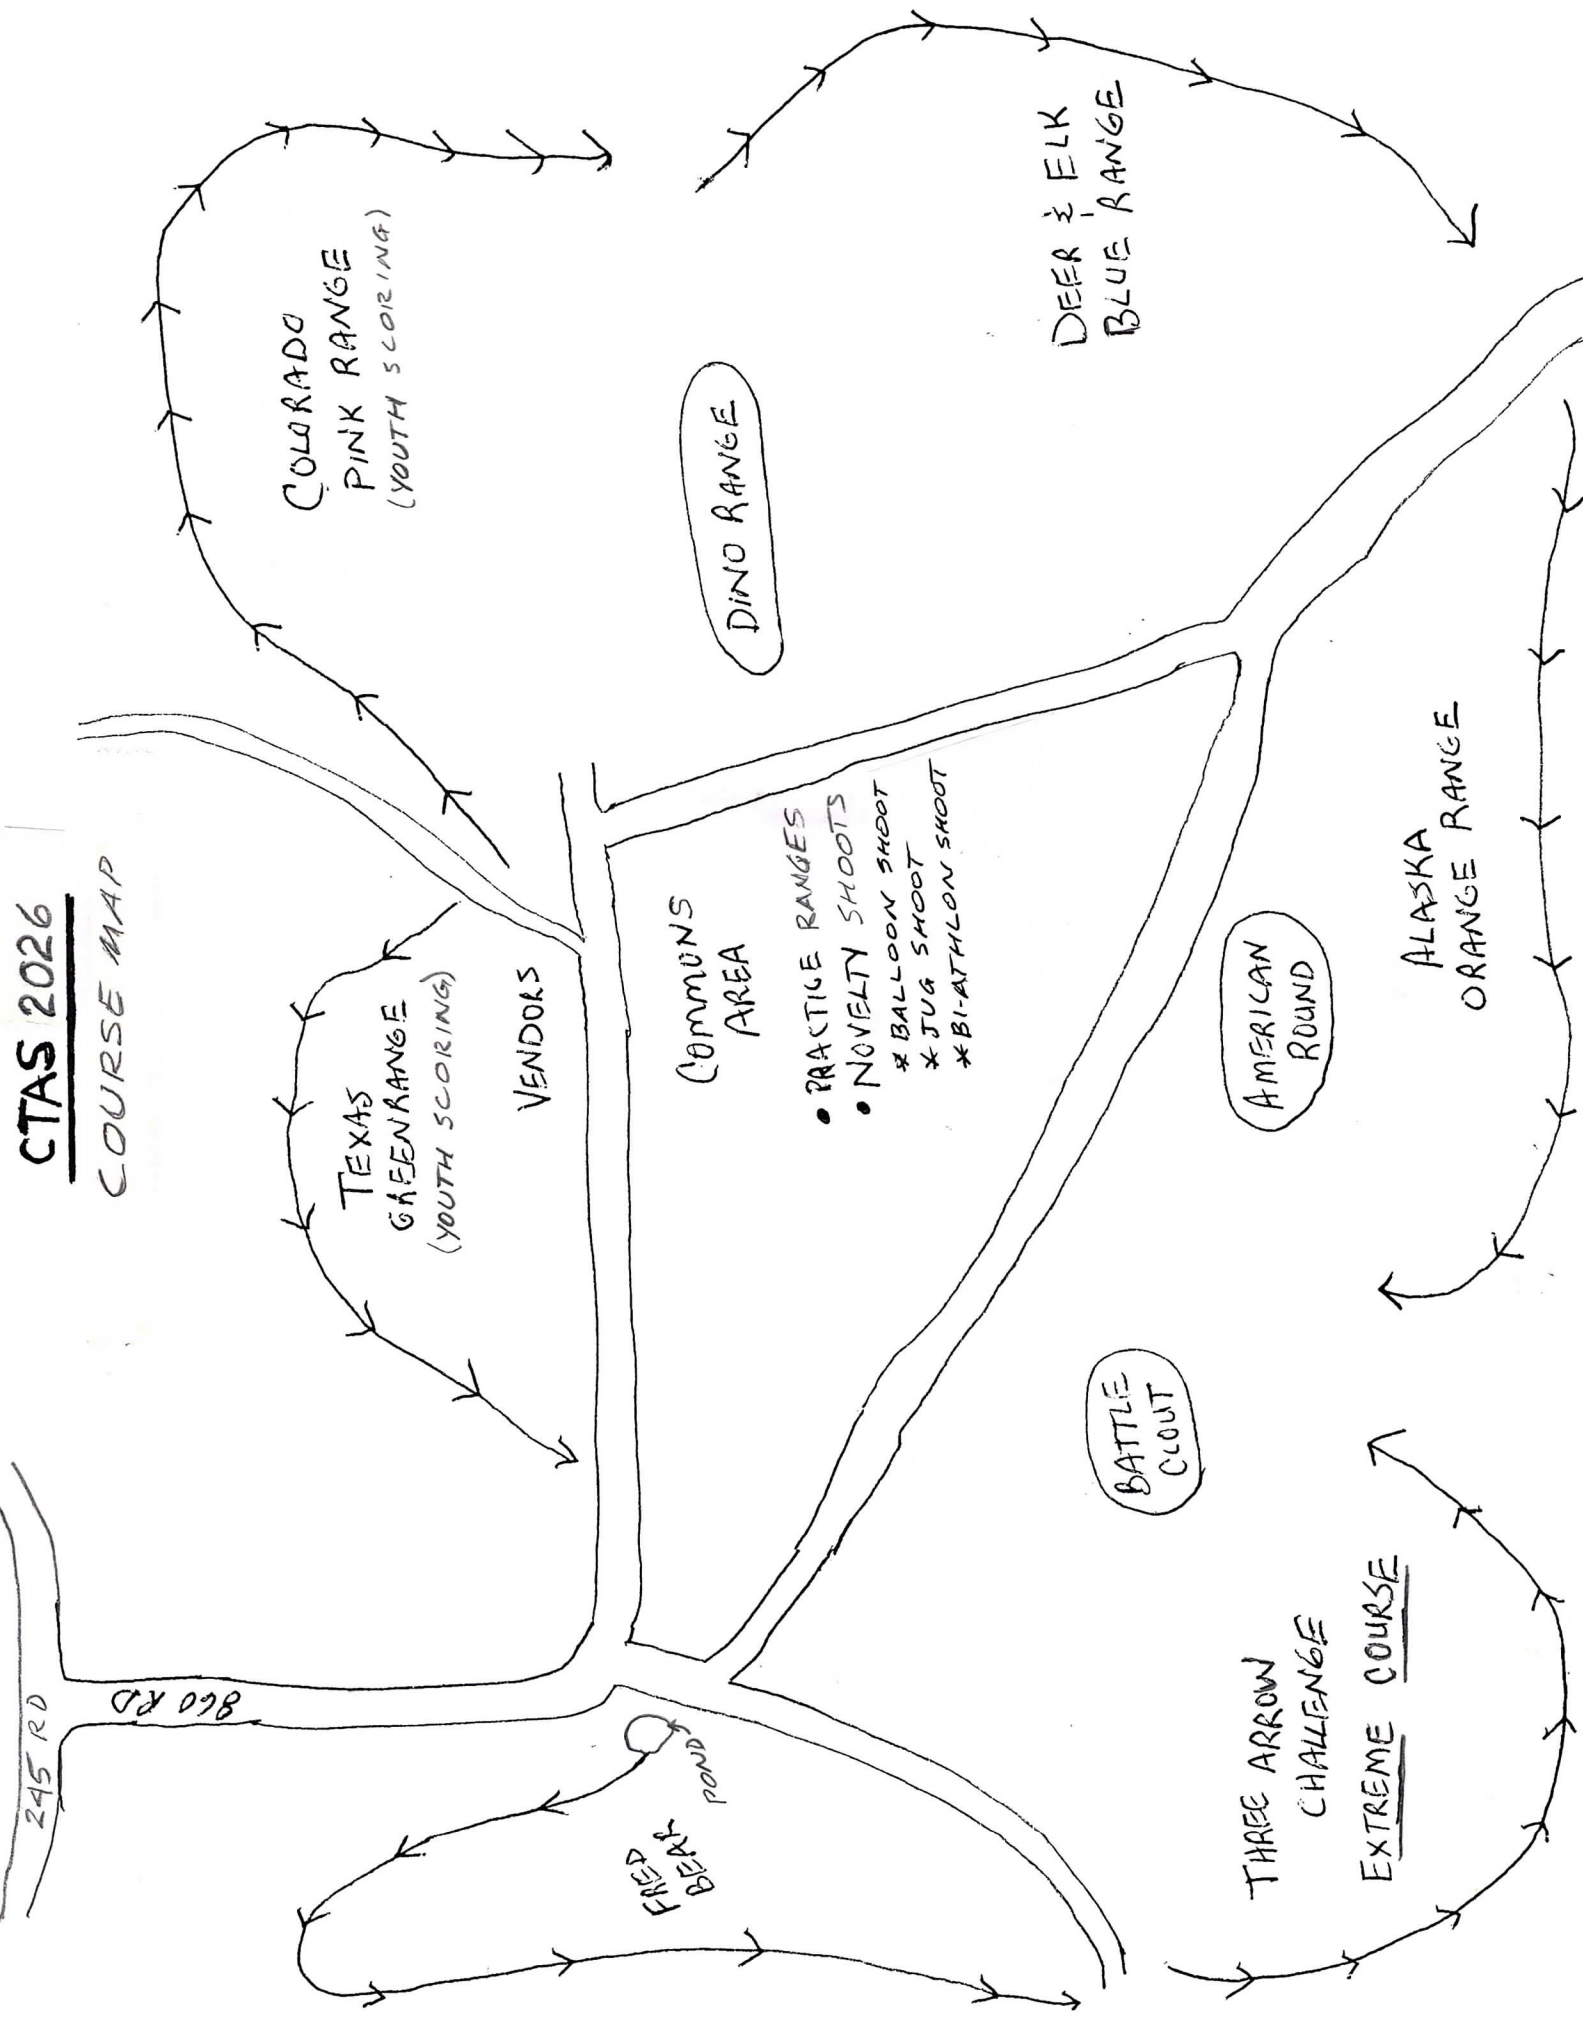 CTAS 2026
COURSE MAP
245 RD
860 RD
TEXAS
GREEN RANGE
(YOUTH SCORING)
COLORADO
PINK RANGE
(YOUTH SCORING)
VENDORS
FRED
BEAR
POND
COMMONS
AREA
• PRACTICE RANGES
• NOVELTY SHOOTS
* BALLOON SHOOT
* JUG SHOOT
* BI-ATHLON SHOOT
DINO RANGE
DEER & ELK
BLUE RANGE
BATTLE
CLOUT
AMERICAN
ROUND
THREE ARROW
CHALLENGE
EXTREME COURSE
ALASKA
ORANGE RANGE